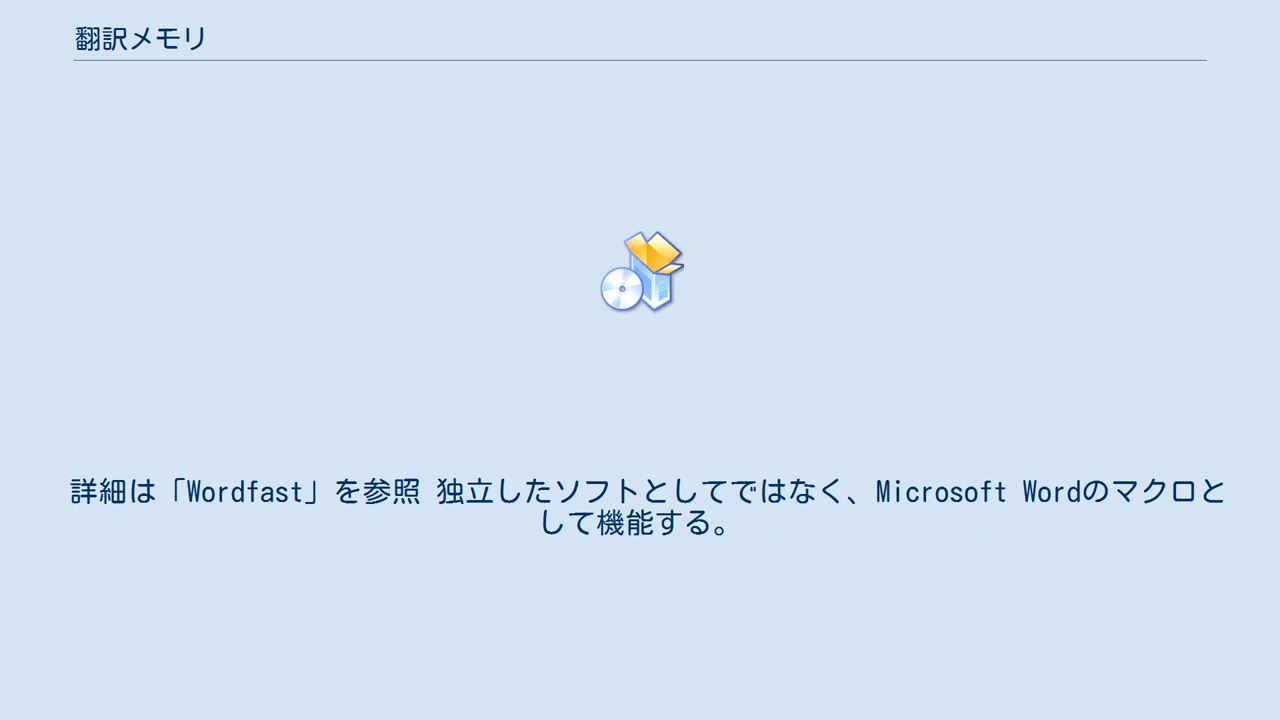 翻訳メモリ
詳細は「Wordfast」を参照 独立したソフトとしてではなく、Microsoft Wordのマクロと
して機能する。